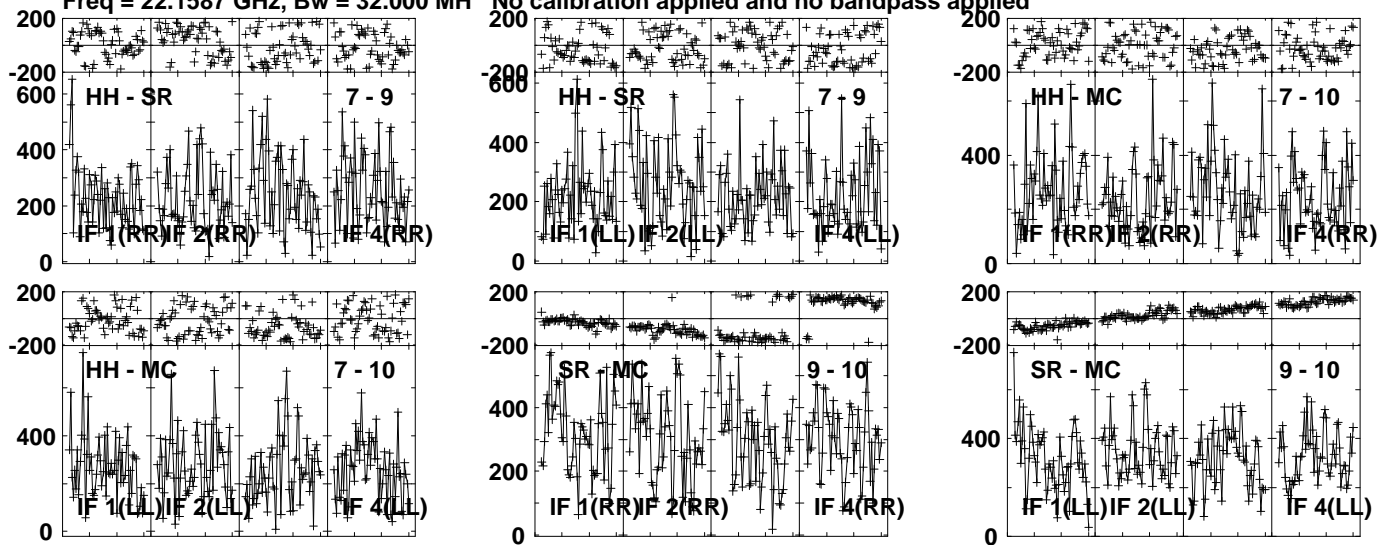 Freq = 22.1587 GHz, Bw = 32.000 MH No calibration applied and no bandpass applied
200 200 200
-200 -200 -200
600 600
HH - SR 7 - 9 HH - SR 7 - 9 HH - MC 7 - 10
400 400 400
200 200
IF 1(RR) IF 2(RR) IF 4(RR) IF 1(LL) IF 2(LL) IF 4(LL) IF 1(RR) IF 2(RR) IF 4(RR)
0 0 0
200 200 200
-200 -200 -200
HH - MC 7 - 10 SR - MC 9 - 10 SR - MC 9 - 10
400 400 400
200
IF 1(LL) IF 2(LL) IF 4(LL) IF 1(RR) IF 2(RR) IF 4(RR) IF 1(LL) IF 2(LL) IF 4(LL)
0 0 0